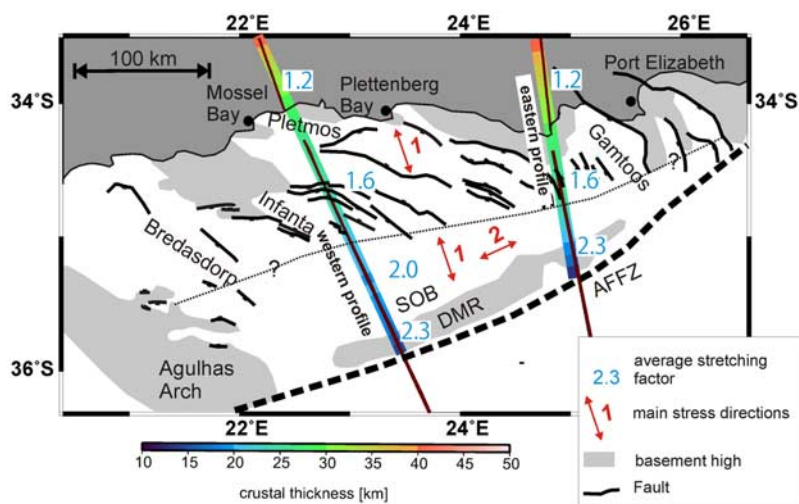 22°E
24°E
26°E
100 km
Port Elizabeth
1.2
1.2
Mossel
Bay
Plettenberg
Bay
34°S
34°S
Pletmos
eastern profile
Gamtoos
1
?
1.6
1.6
Infanta
western profile
Bredasdorp
?
1
2
2.3
2.0
SOB
AFFZ
DMR
2.3
36°S
Agulhas
Arch
22°E
24°E
2.3
average stretching
factor
1
main stress directions
basement high
Fault
10 15 20 25 30 35 40 45 50
crustal thickness [km]